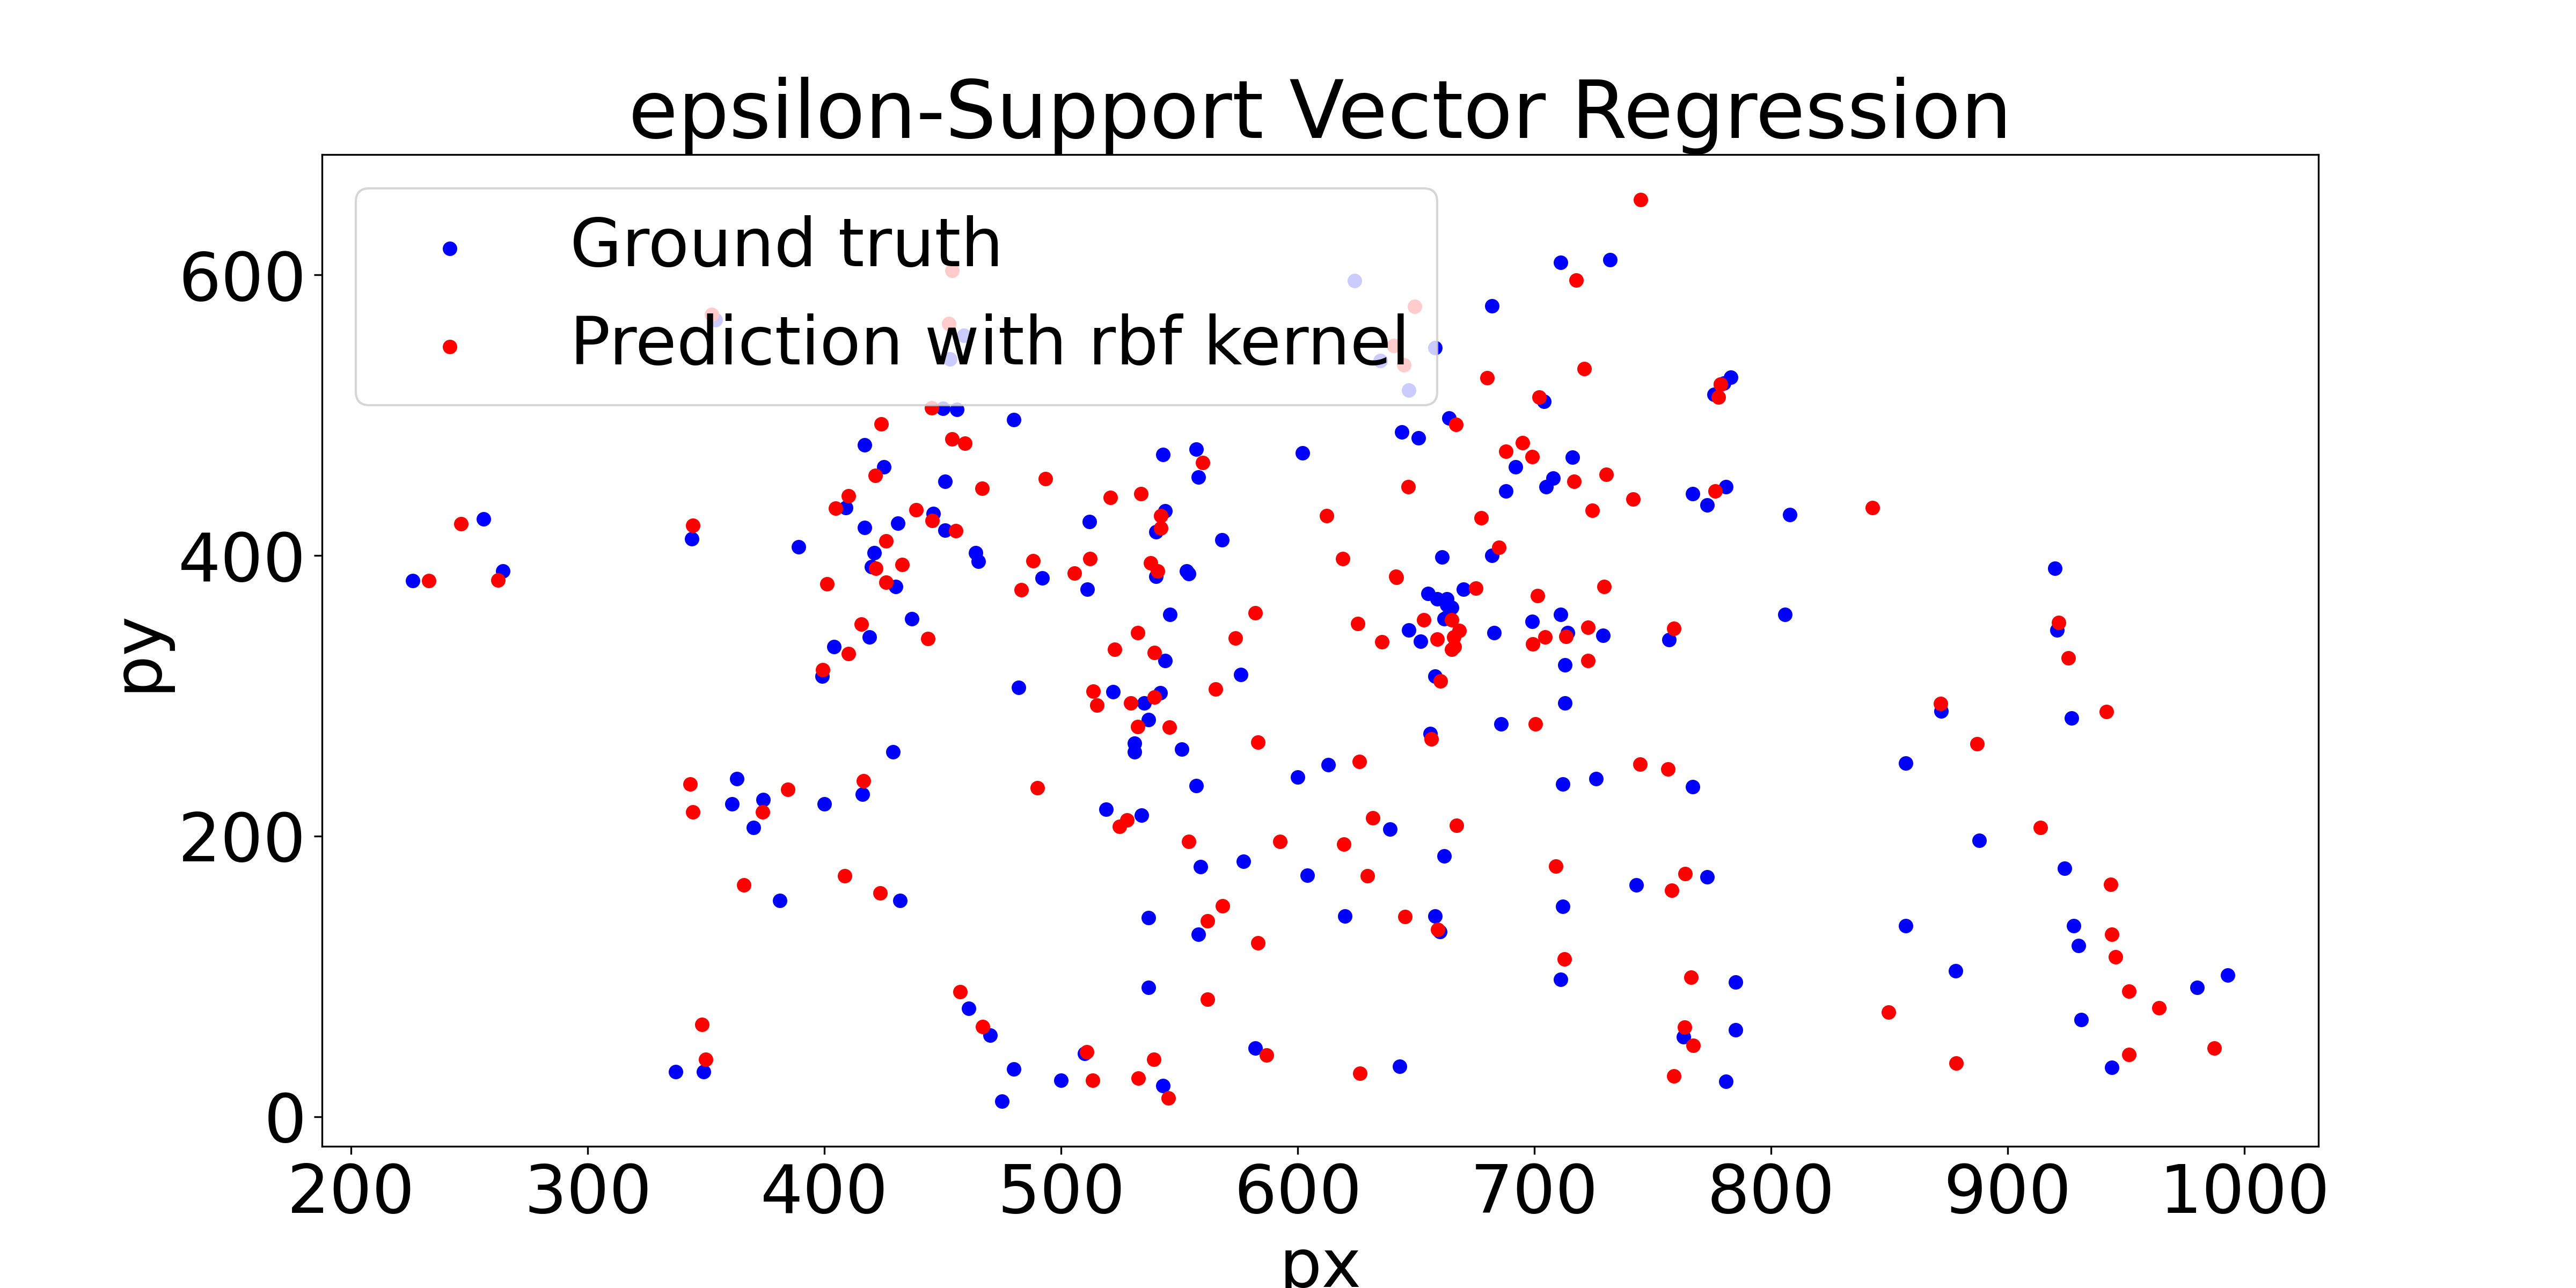 epsilon-Support Vector Regression
Ground truth
Prediction with rbf kernel
600
400
200
0
py
200 300 400 500 600 700 800 900 1000
px